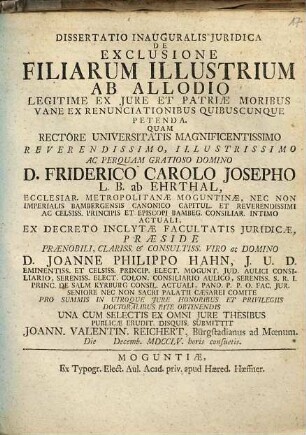 17
DISSERTATIO INAUGURALIS JURIDICA
DE
EXCLUSIONE
FILIARUM ILLUSTRIUM
AB ALLODIO
LEGITIME EX JURE ET PATRIÆ MORIBUS
VANE EX RENUNCIATIONIBUS QUIBUSCUNQUE
PETENDA.
QUAM
RECTORE UNIVERSITATIS MAGNIFICENTISSIMO
REVERENDISSIMO, ILLUSTRISSIMO
AC PERQUAM GRATIOSO DOMINO
D. FRIDERICO CAROLO JOSEPHO
L. B. ab EHRTHAL,
ECCLESIAR. METROPOLITANÆ MOGUNTINÆ, NEC NON
IMPERIALIS BAMBERGENSIS CANONICO CAPITUL. ET REVERENDISSIMI
AC CELSISS. PRINCIPIS ET EPISCOPI BAMBEG. CONSILIAR. INTIMO
ACTUALI.
EX DECRETO INCLYTÆ FACULTATIS JURIDICÆ,
PRÆSIDE
PRÆNOBILI, CLARISS. & CONSULTISS. VIRO ac DOMINO
D. JOANNE PHILIPPO HAHN, J. U. D.
EMINENTISS. ET CELSISS. PRINCIP. ELECT. MOGUNT. JUD. AULICI CONSI-
LIARIO, SERENISS. ELECT. COLON. CONSILIARIO AULICO, SERENISS. S. R. I.
PRINC. DE SALM KYRBURG CONSIL. ACTUALI. PAND. P. P. O. FAC. JUR.
SENIORE NEC NON SACRI PALATII CÆSAREI COMITE
PRO SUMMIS IN UTROQUE JURE HONORIBUS ET PRIVILEGIIS
DOCTORALIBUS RITE OBTINENDIS
UNA CUM SELECTIS EX OMNI JURE THESIBUS
PUBLICÆ ERUDIT. DISQUIS. SUBMITTIT
JOANN. VALENTIN. REICHERT, Bürgstadianus ad Mœnum.
Die Decemb. MDCCLV. horis consuetis.
MOGUNTIÆ,
Ex Typogr. Elect. Aul. Acad. priv. apud Hæred. Hæffner.